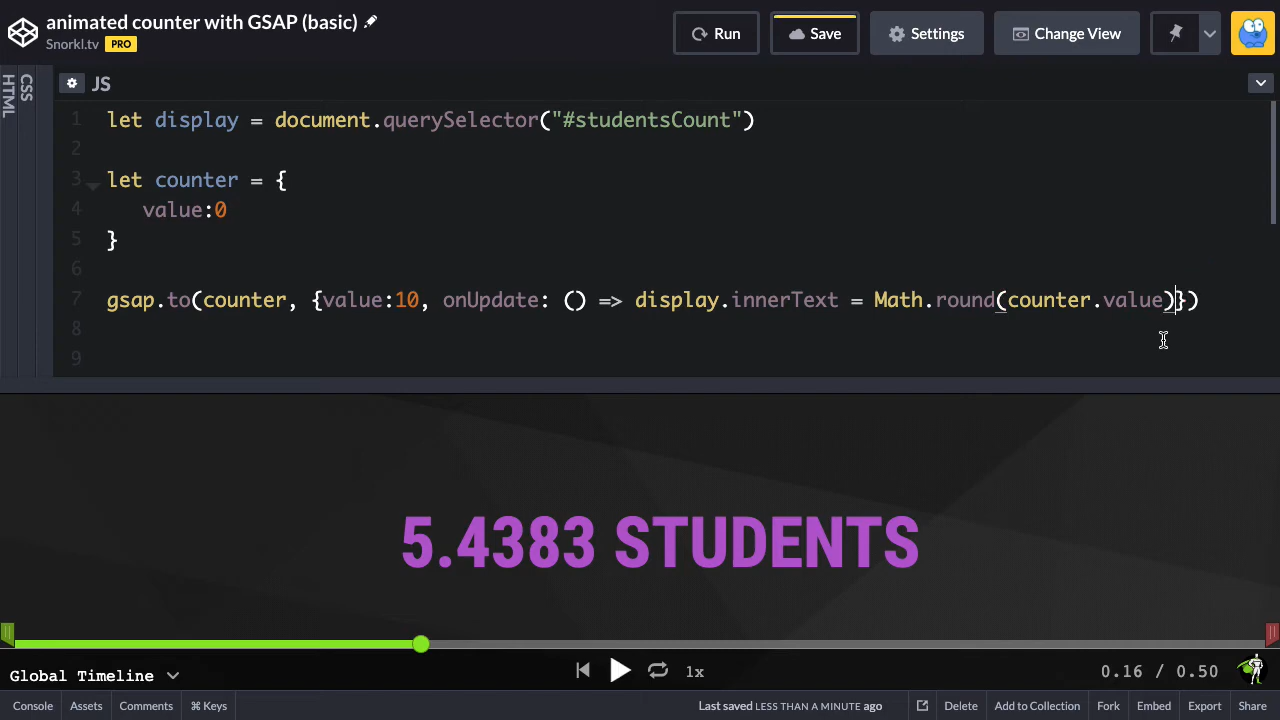 animated counter with GSAP (basic)
Snorkl.tv PRO
Run
Save
Settings
Change View
HTML
CSS
JS
1 let display = document.querySelector("#studentsCount")
2
3 let counter = {
4 value:0
5 }
6
7 gsap.to(counter, {value:10, onUpdate: () => display.innerText = Math.round(counter.value)})
8
9
5.4383 STUDENTS
Global Timeline
1x
0.16 / 0.50
Console
Assets
Comments
⌘ Keys
Last saved LESS THAN A MINUTE ago
Delete
Add to Collection
Fork
Embed
Export
Share